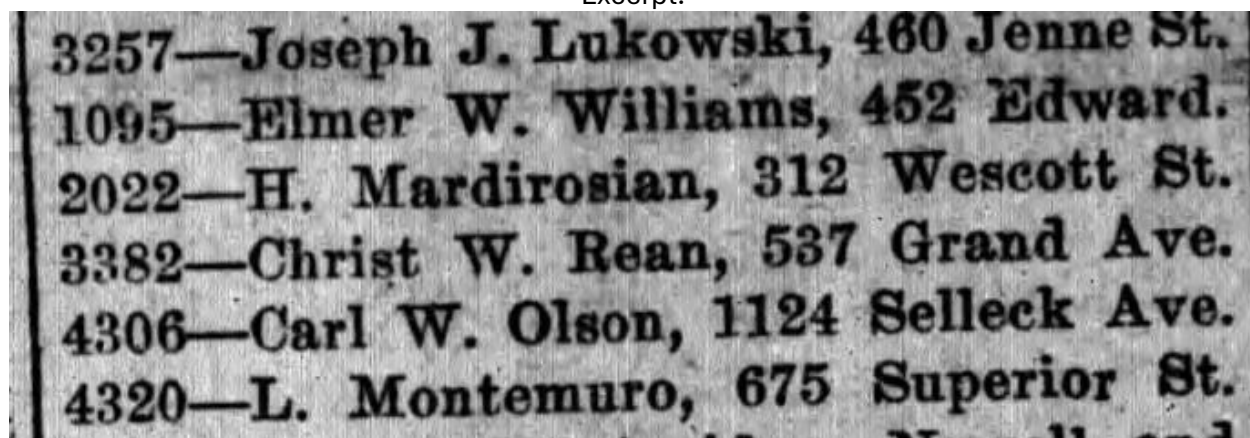 Excerpt:
3257—Joseph J. Lukowski, 460 Jenne St.
1095—Elmer W. Williams, 452 Edward.
2022—H. Mardirosian, 312 Wescott St.
3382—Christ W. Rean, 537 Grand Ave.
4306—Carl W. Olson, 1124 Selleck Ave.
4320—L. Montemuro, 675 Superior St.